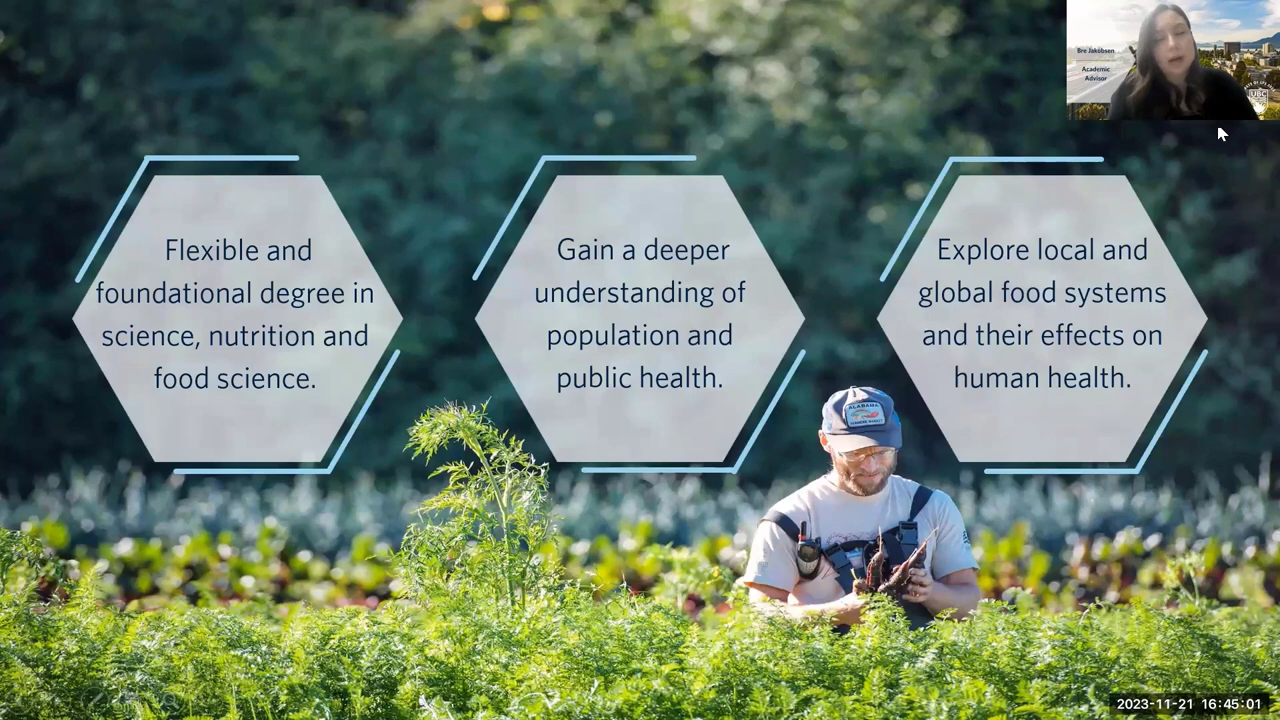 Bre Jakobsen
Academic
Advisor
UBC
Flexible and
foundational degree in
science, nutrition and
food science.
Gain a deeper
understanding of
population and
public health.
Explore local and
global food systems
and their effects on
human health.
ALABAMA
2023-11-21 16:45:01